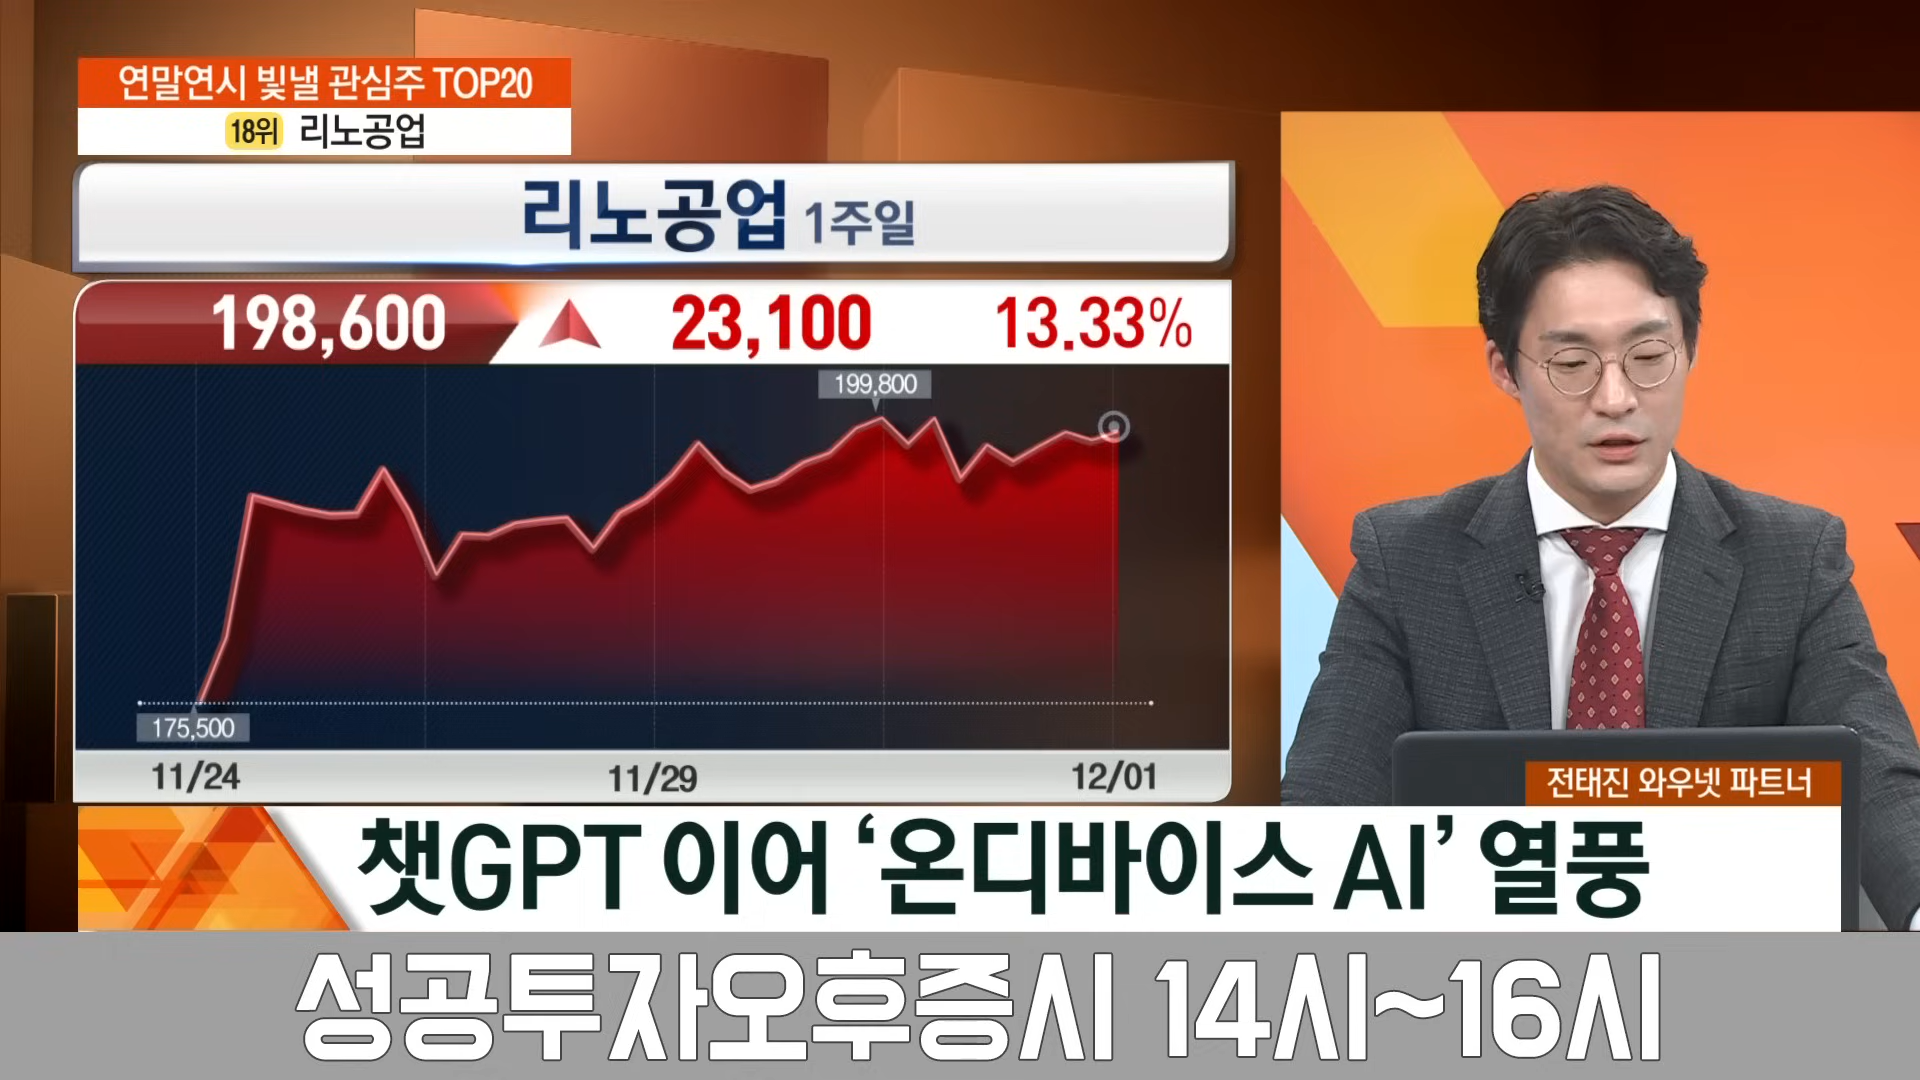 연말연시 빛낼 관심주 TOP20
18위 리노공업
리노공업 1주일
198,600 23,100 13.33%
199,800
175,500
11/24 11/29 12/01
전태진 와우넷 파트너
챗GPT 이어 ‘온디바이스 AI’ 열풍
성공투자오후증시 14시~16시